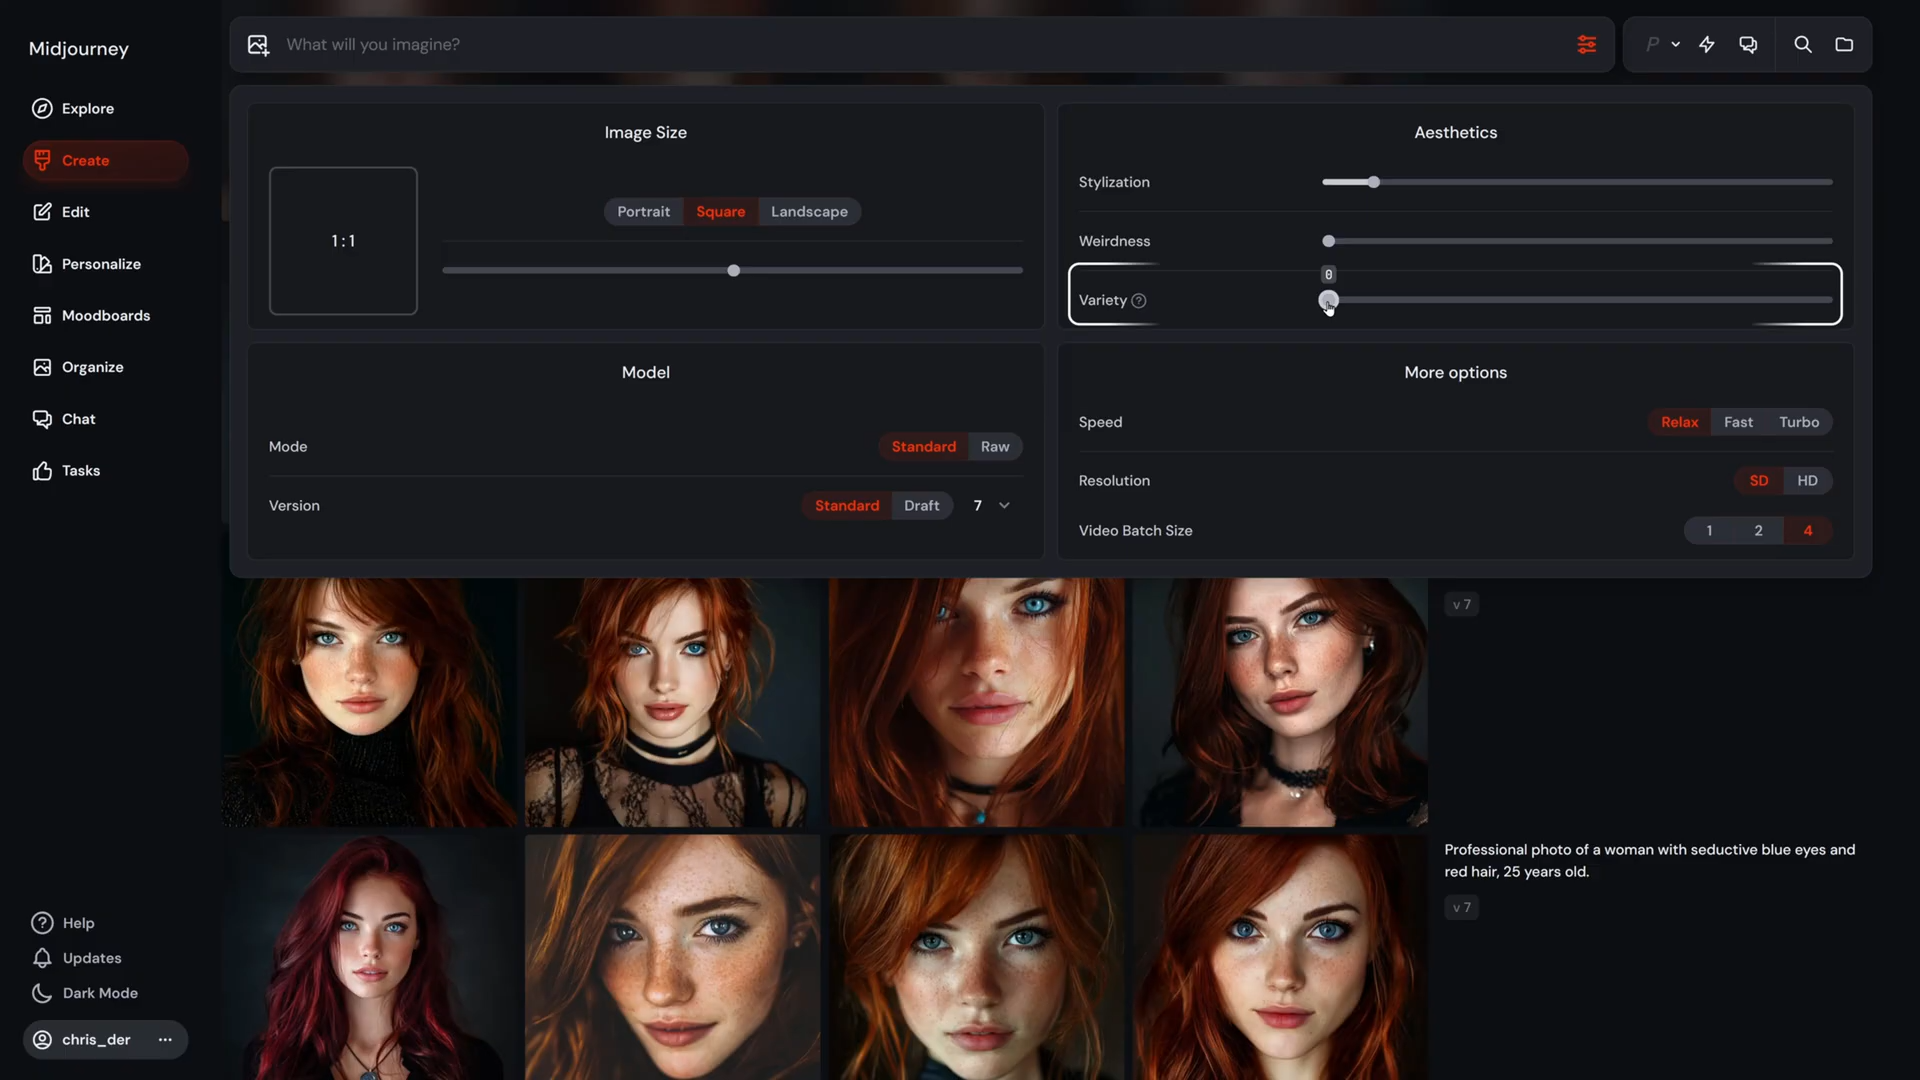 Midjourney
What will you imagine?
P
Explore
Create
Edit
Personalize
Moodboards
Organize
Chat
Tasks
Image Size
1:1
Portrait Square Landscape
Aesthetics
Stylization
Weirdness
0
Variety ?
Model
Mode Standard Raw
Version Standard Draft 7
More options
Speed Relax Fast Turbo
Resolution SD HD
Video Batch Size 1 2 4
v 7
Professional photo of a woman with seductive blue eyes and
red hair, 25 years old.
v 7
? Help
Updates
Dark Mode
chris_der ...